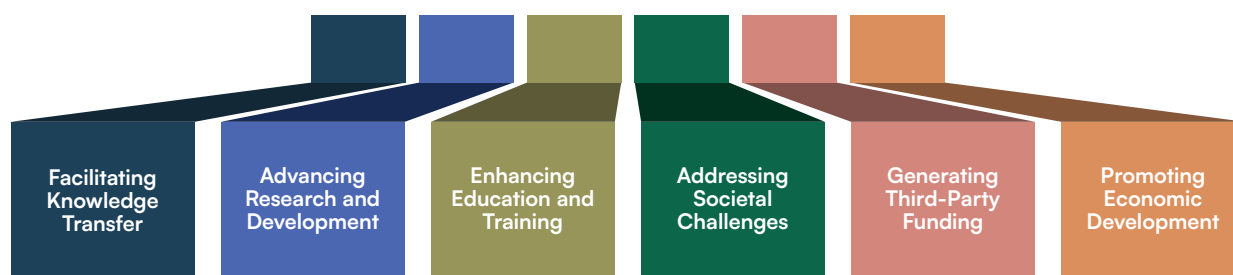 Facilitating
Knowledge
Transfer
Advancing
Research and
Development
Enhancing
Education and
Training
Addressing
Societal
Challenges
Generating
Third-Party
Funding
Promoting
Economic
Development